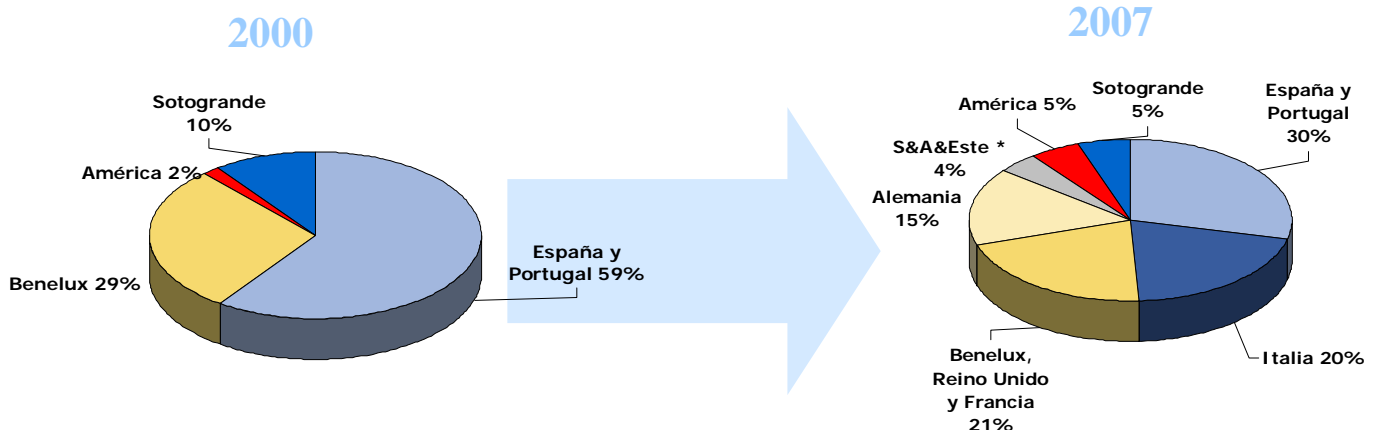 2000
Sotogrande
10%
América 2%
Benelux 29%
España y
Portugal 59%
2007
Sotogrande
5%
América 5%
España y
Portugal
30%
S&A&Este *
4%
Alemania
15%
Italia 20%
Benelux,
Reino Unido
y Francia
21%